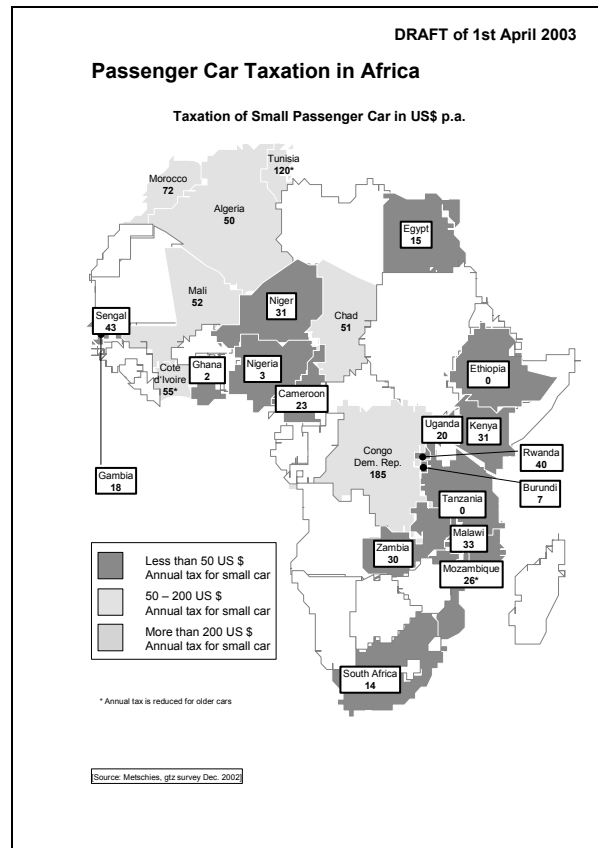 DRAFT of 1st April 2003
Passenger Car Taxation in Africa
Taxation of Small Passenger Car in US$ p.a.
Tunisia
120*
Morocco
72
Algeria
50
Egypt
15
Mali
52
Niger
31
Chad
51
Sengal
43
Cote
d'Ivoire
55*
Ghana
2
Nigeria
3
Cameroon
23
Ethiopia
0
Uganda
20
Kenya
31
Congo
Dem. Rep.
185
Rwanda
40
Gambia
18
Burundi
7
Tanzania
0
Malawi
33
Zambia
30
Mozambique
26*
South Africa
14
Less than 50 US $
Annual tax for small car
50 – 200 US $
Annual tax for small car
More than 200 US $
Annual tax for small car
* Annual tax is reduced for older cars
[Source: Metschies, gtz survey Dec. 2002]